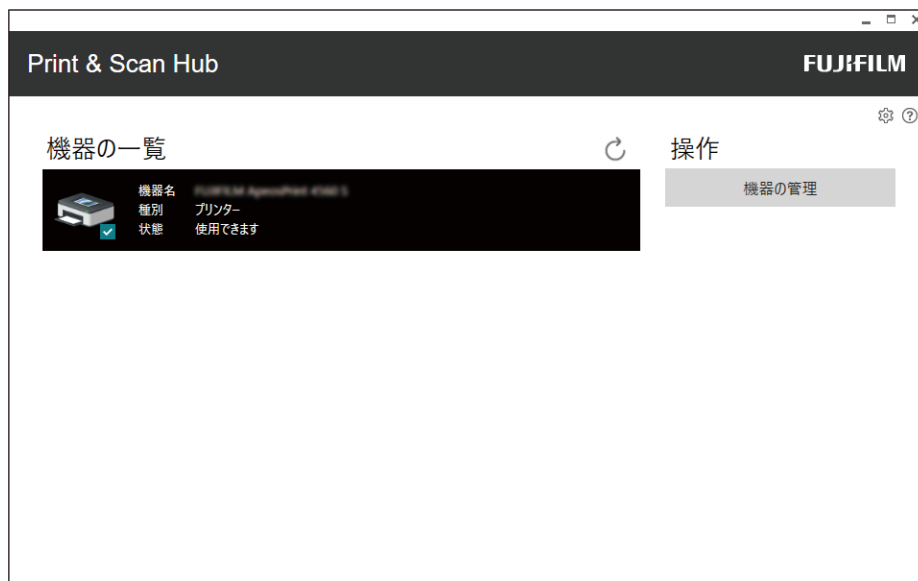 Print & Scan Hub
FUJIFILM
機器の一覧
操作
機器の管理
機器名
種別 プリンター
状態 使用できます